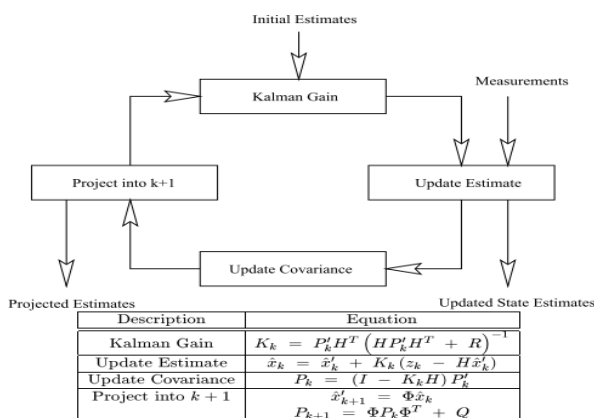 Initial Estimates
Measurements
Kalman Gain
Project into k+1
Update Estimate
Update Covariance
Projected Estimates
Updated State Estimates
Description Equation
Kalman Gain K_k = P'_k H^T (H P'_k H^T + R)^{-1}
Update Estimate x̂_k = x̂'_k + K_k (z_k − H x̂'_k)
Update Covariance P_k = (I − K_k H) P'_k
Project into k + 1 x̂'_{k+1} = Φ x̂_k
P_{k+1} = Φ P_k Φ^T + Q